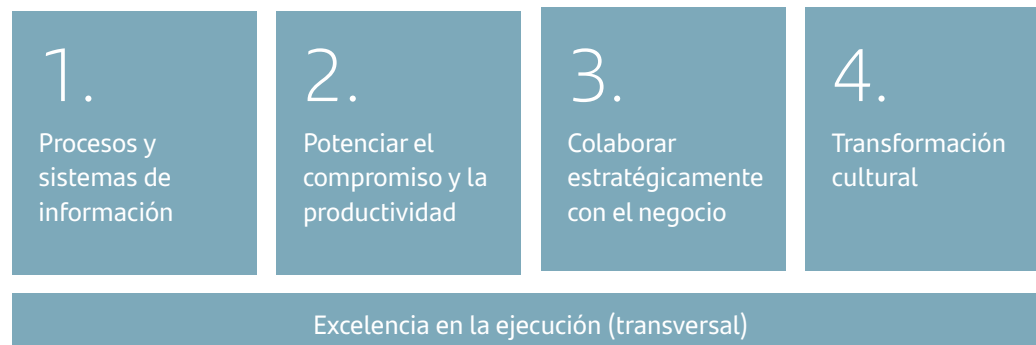 1.
Procesos y
sistemas de
información
2.
Potenciar el
compromiso y la
productividad
3.
Colaborar
estratégicamente
con el negocio
4.
Transformación
cultural
Excelencia en la ejecución (transversal)